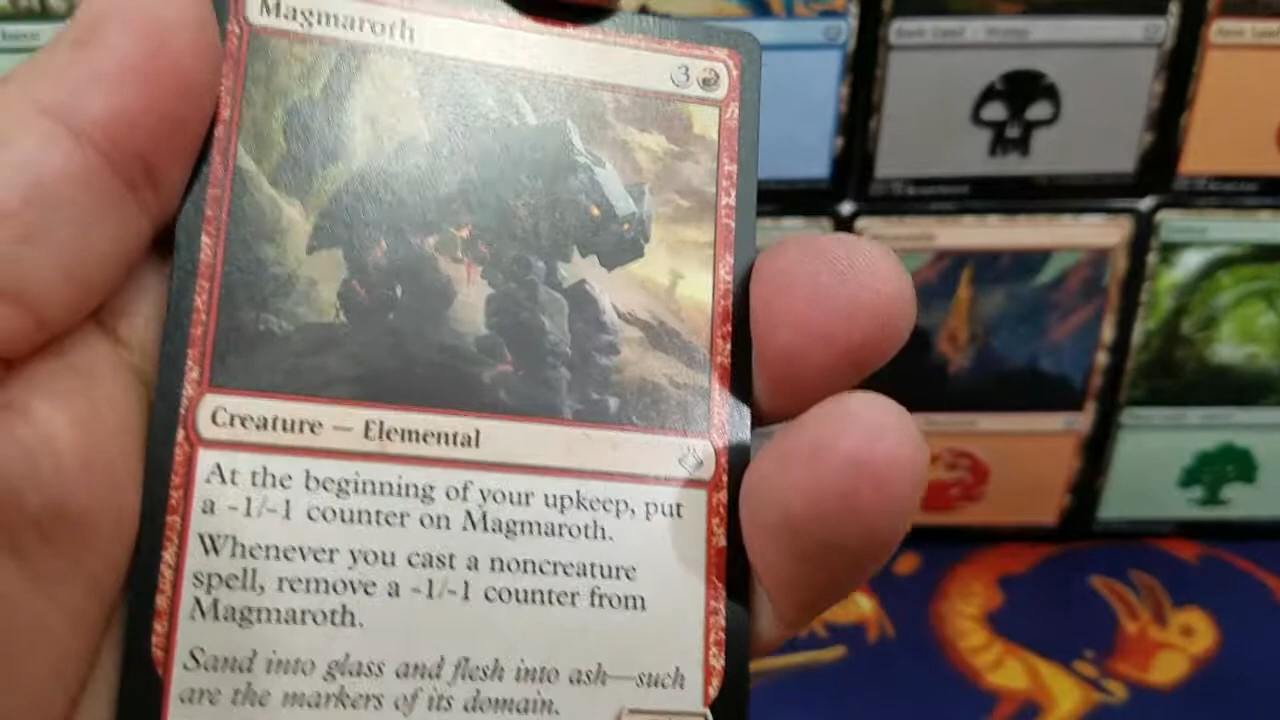 Magmaroth
3
Creature — Elemental
At the beginning of your upkeep, put
a -1/-1 counter on Magmaroth.
Whenever you cast a noncreature
spell, remove a -1/-1 counter from
Magmaroth.
Sand into glass and flesh into ash—such
are the markers of its domain.